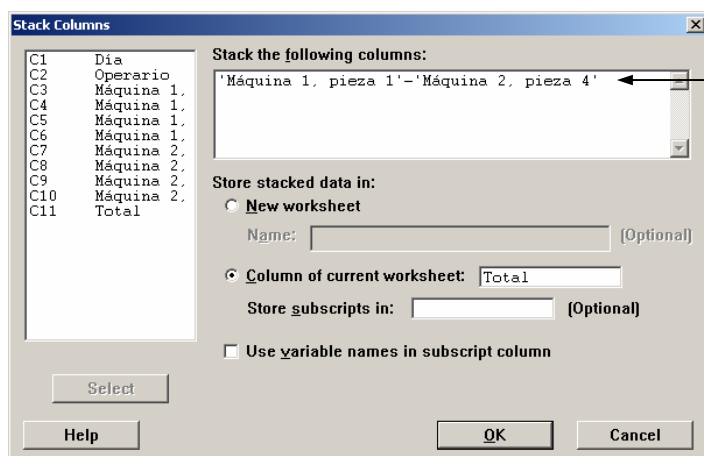 Stack Columns
C1 Día
C2 Operario
C3 Máquina 1,
C4 Máquina 1,
C5 Máquina 1,
C6 Máquina 1,
C7 Máquina 2,
C8 Máquina 2,
C9 Máquina 2,
C10 Máquina 2,
C11 Total
Select
Help
Stack the following columns:
'Máquina 1, pieza 1'-'Máquina 2, pieza 4'
Store stacked data in:
New worksheet
Name: (Optional)
Column of current worksheet: Total
Store subscripts in: (Optional)
Use variable names in subscript column
OK Cancel